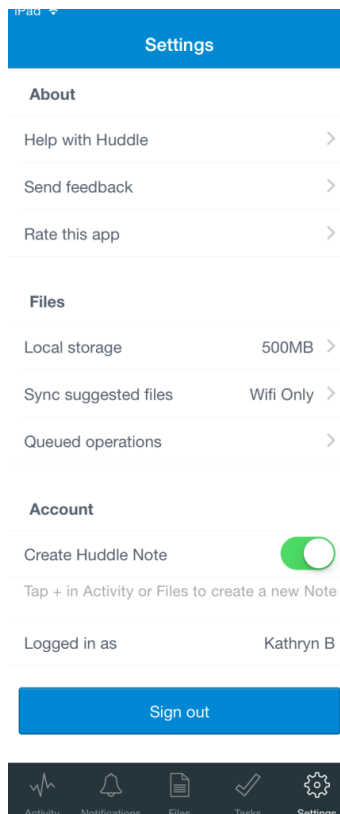 iPad
Settings
About
Help with Huddle
Send feedback
Rate this app
Files
Local storage 500MB
Sync suggested files Wifi Only
Queued operations
Account
Create Huddle Note
Tap + in Activity or Files to create a new Note
Logged in as Kathryn B
Sign out
Activity Notifications Files Tasks Settings